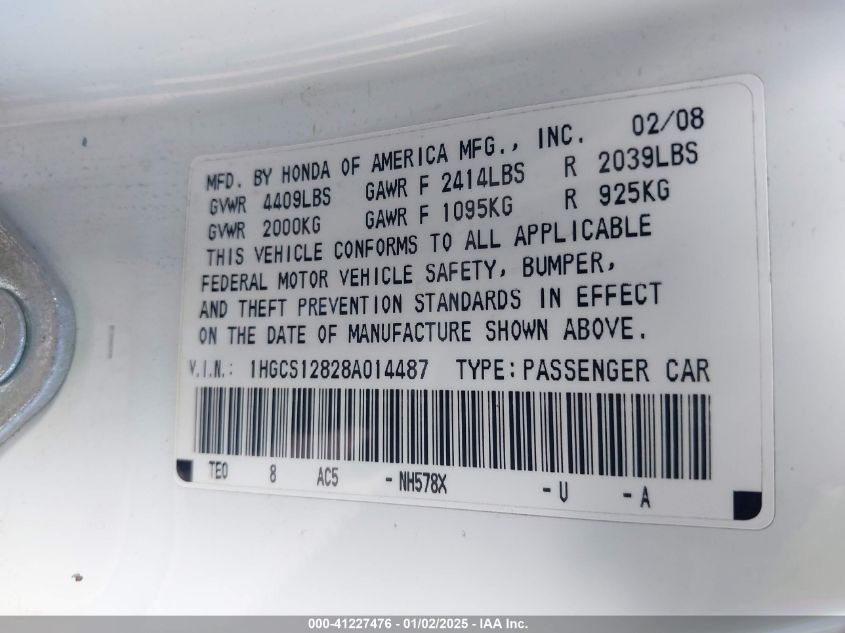 MFD. BY HONDA OF AMERICA MFG., INC. 02/08
GVWR 4409LBS GAWR F 2414LBS R 2039LBS
GVWR 2000KG GAWR F 1095KG R 925KG
THIS VEHICLE CONFORMS TO ALL APPLICABLE
FEDERAL MOTOR VEHICLE SAFETY, BUMPER,
AND THEFT PREVENTION STANDARDS IN EFFECT
ON THE DATE OF MANUFACTURE SHOWN ABOVE.
V.I.N.: 1HGCS12828A014487 TYPE: PASSENGER CAR
TE0 8 AC5 -NH578X -U -A
000-41227476 - 01/02/2025 - IAA Inc.